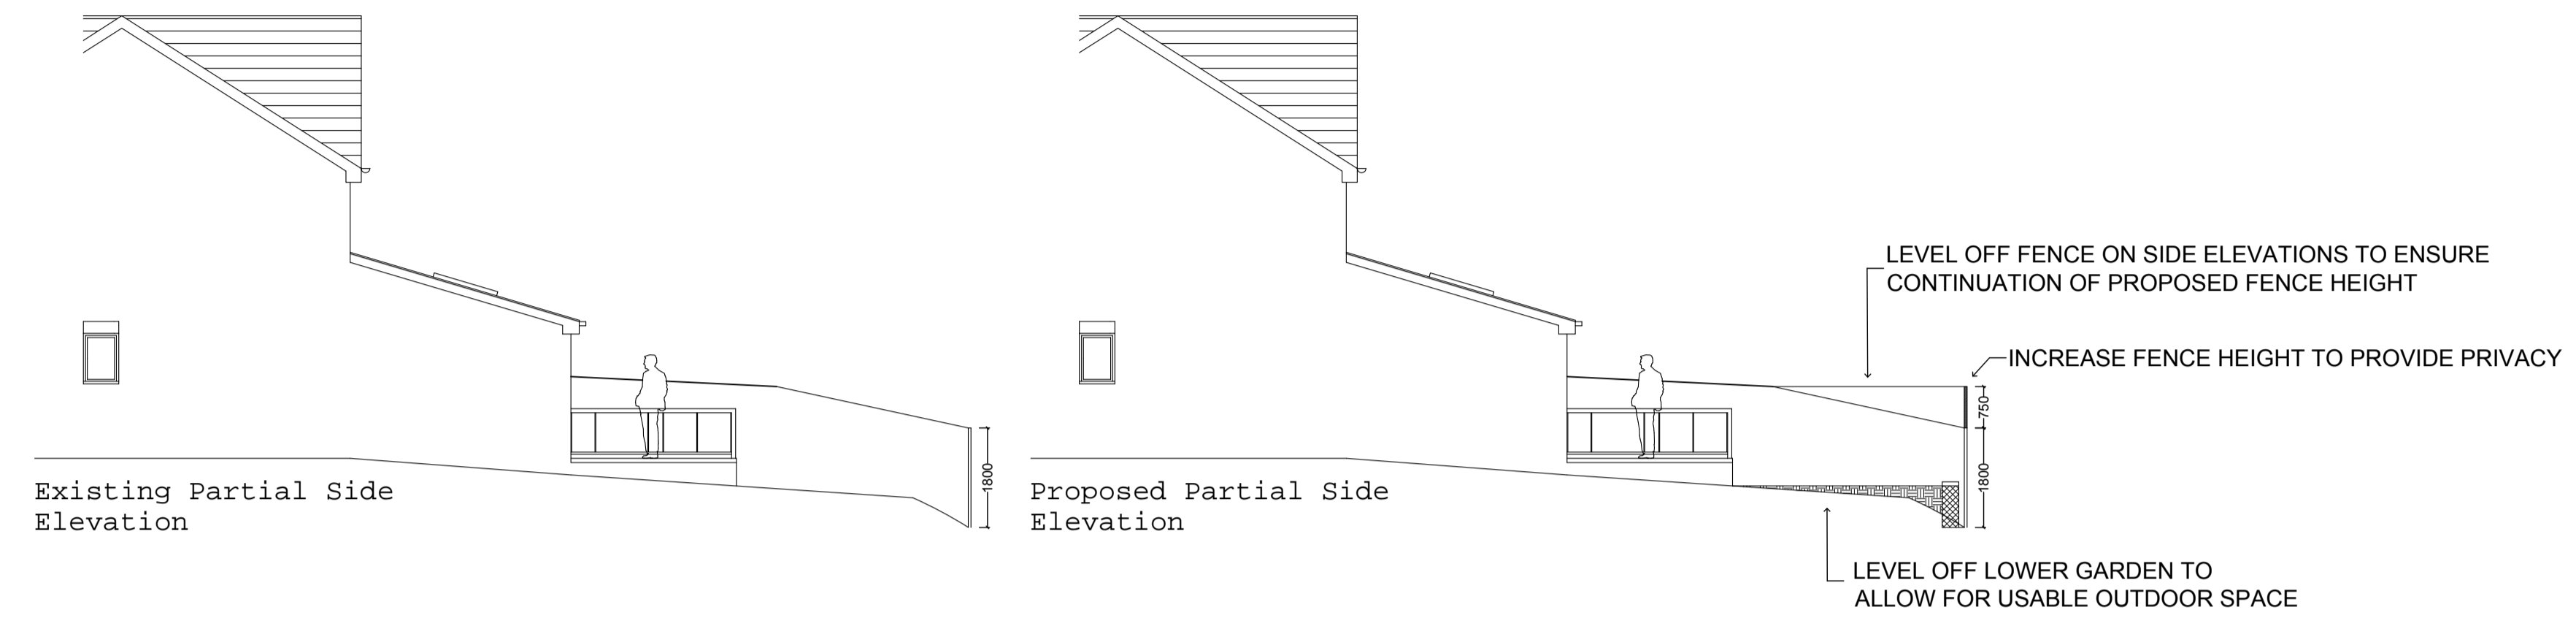 Existing Partial Side
Elevation
1800
Proposed Partial Side
Elevation
LEVEL OFF FENCE ON SIDE ELEVATIONS TO ENSURE
CONTINUATION OF PROPOSED FENCE HEIGHT
INCREASE FENCE HEIGHT TO PROVIDE PRIVACY
750
1800
LEVEL OFF LOWER GARDEN TO
ALLOW FOR USABLE OUTDOOR SPACE